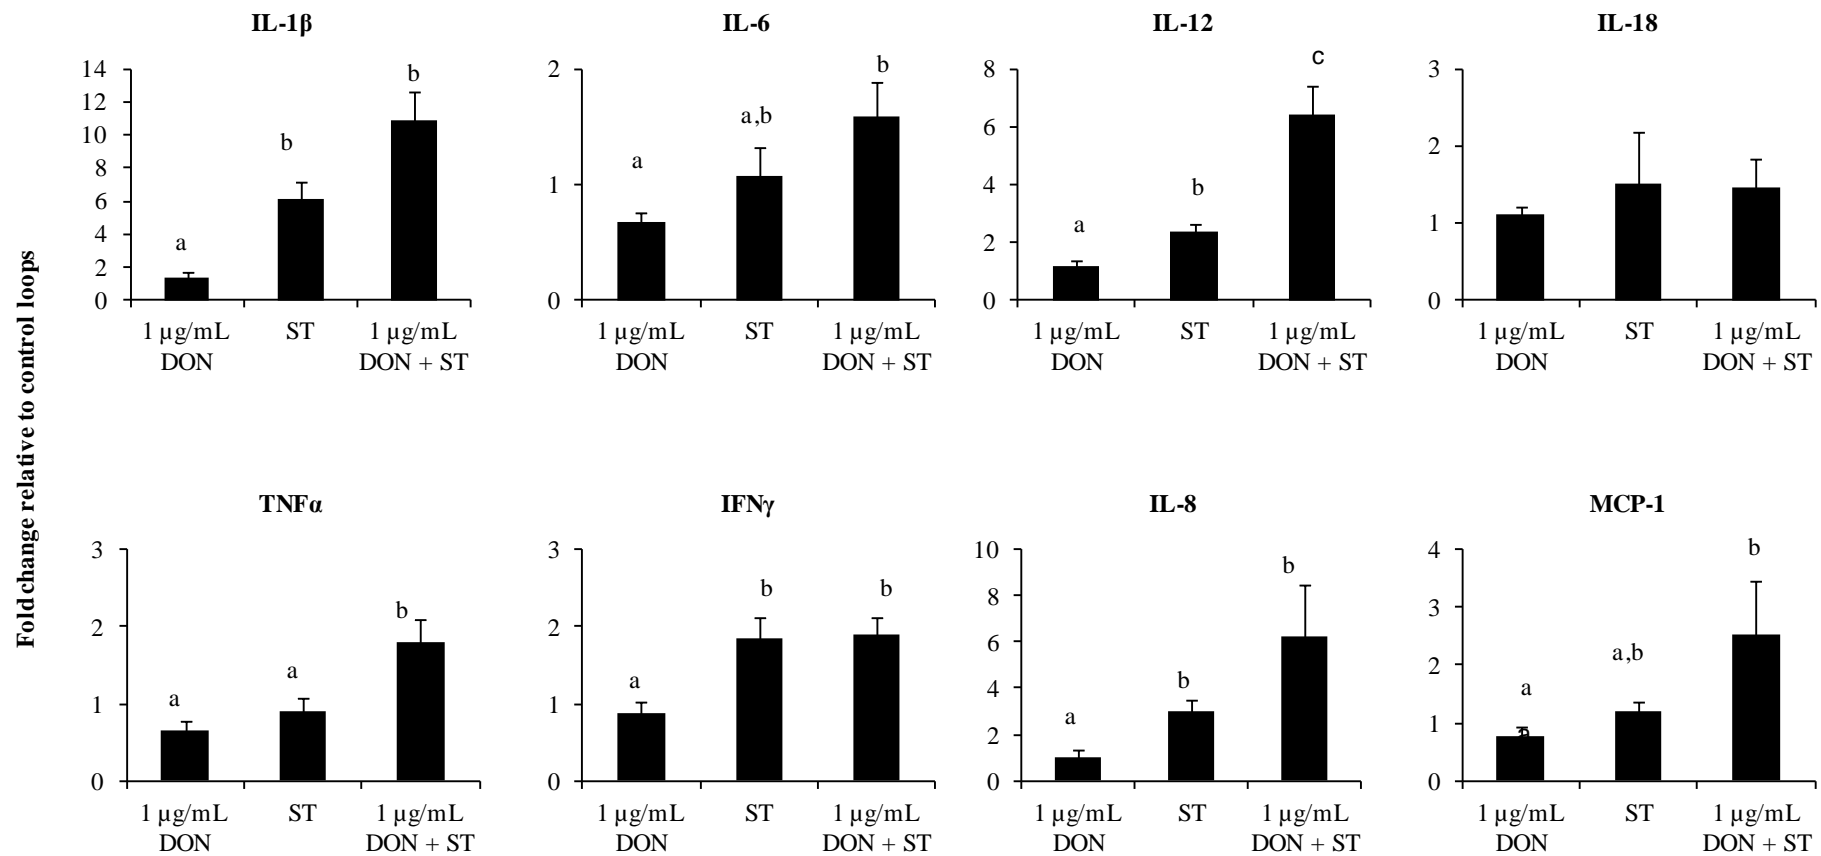 IL-1β
IL-6
IL-12
IL-18
Fold change relative to control loops
14
12
10
8
6
4
2
0
a
b
b
1 µg/mL
DON
ST
1 µg/mL
DON + ST
2
1
0
a
a,b
b
1 µg/mL
DON
ST
1 µg/mL
DON + ST
8
6
4
2
0
a
b
c
1 µg/mL
DON
ST
1 µg/mL
DON + ST
3
2
1
0
1 µg/mL
DON
ST
1 µg/mL
DON + ST
TNFα
IFNγ
IL-8
MCP-1
3
2
1
0
a
a
b
1 µg/mL
DON
ST
1 µg/mL
DON + ST
3
2
1
0
a
b
b
1 µg/mL
DON
ST
1 µg/mL
DON + ST
10
8
6
4
2
0
a
b
b
1 µg/mL
DON
ST
1 µg/mL
DON + ST
4
3
2
1
0
a
a,b
b
1 µg/mL
DON
ST
1 µg/mL
DON + ST